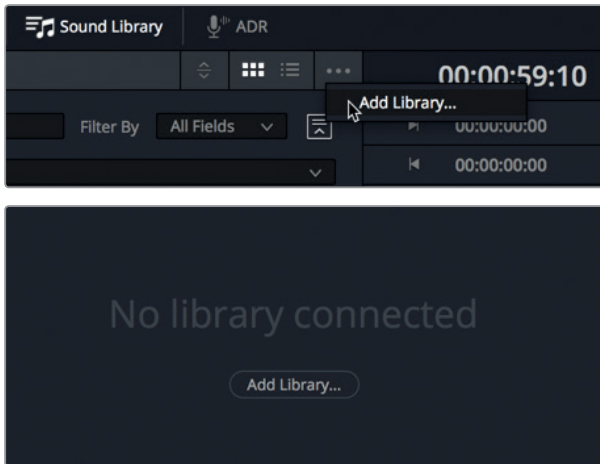 Sound Library ADR
00:00:59:10
Add Library...
Filter By All Fields 00:00:00:00
00:00:00:00
No library connected
Add Library...